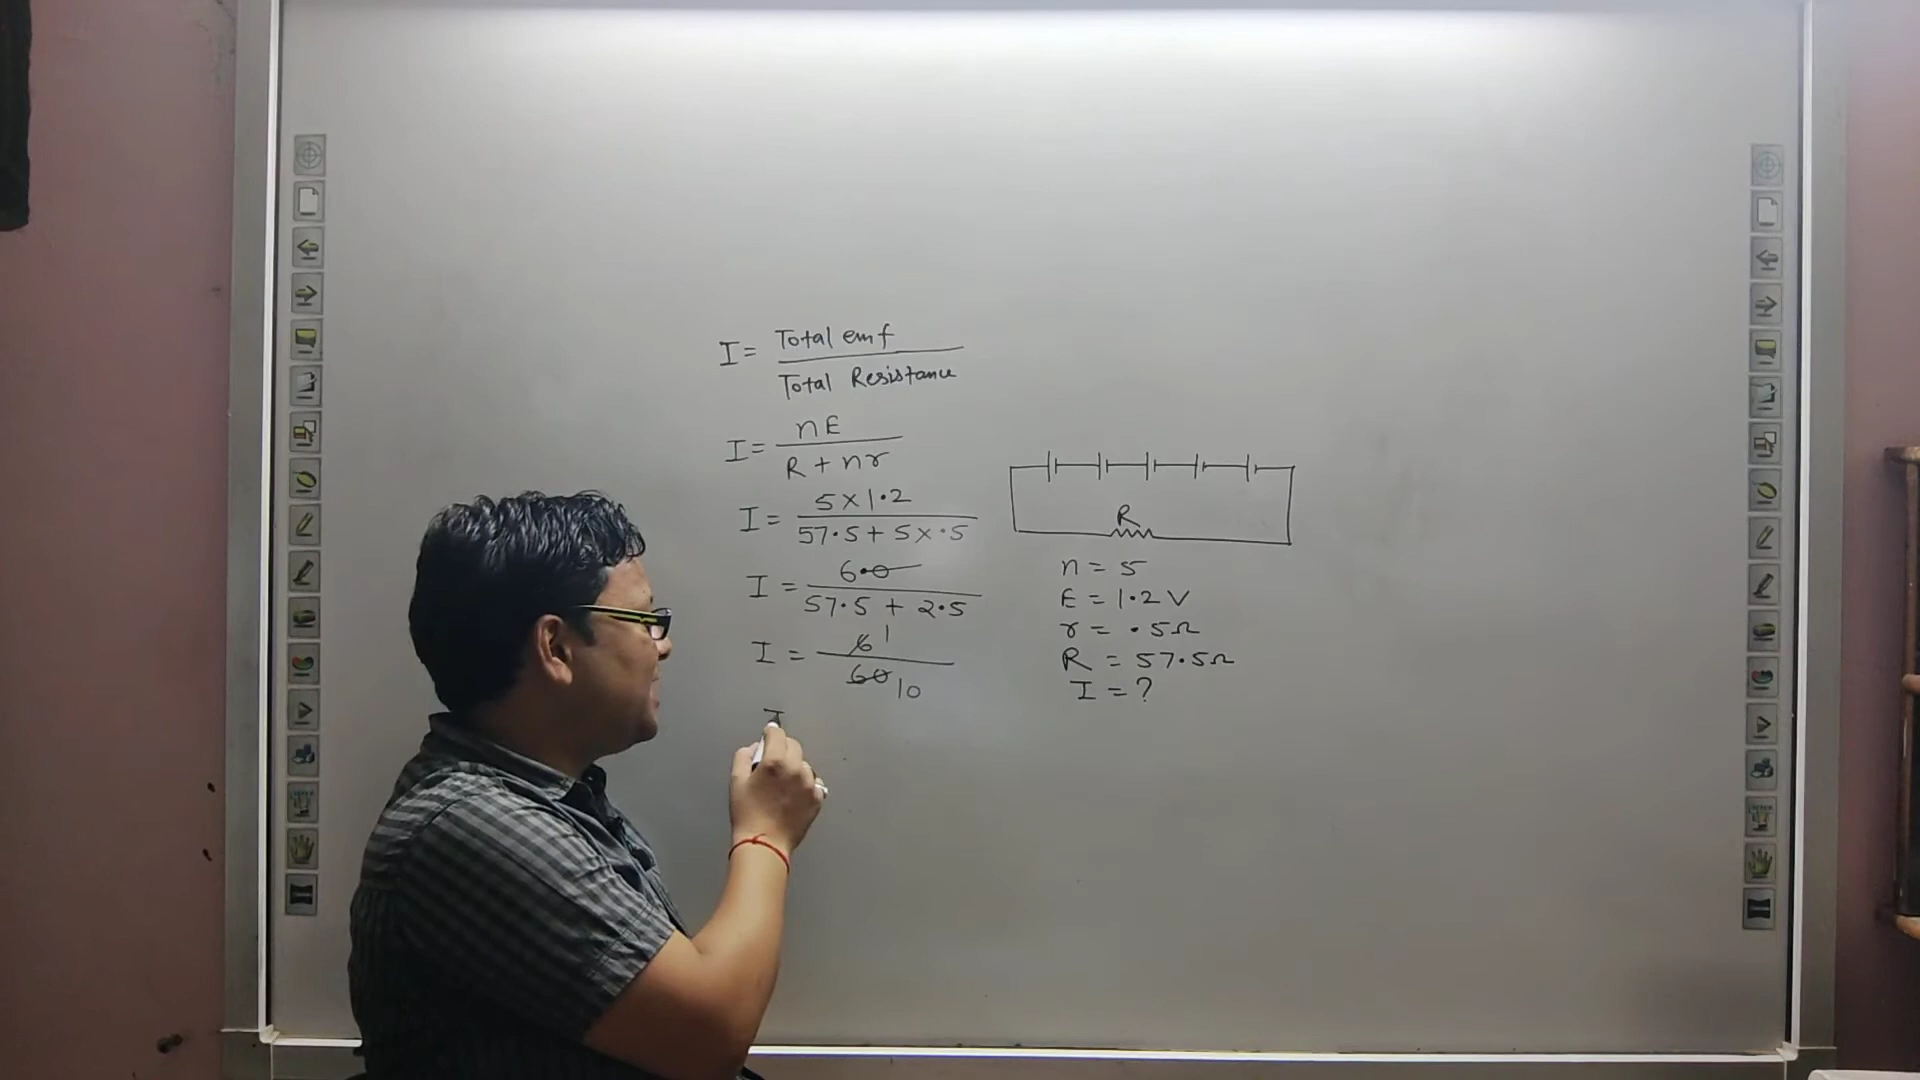 I = Total emf / Total Resistance
I = nE / R + nr
I = 5 x 1.2 / 57.5 + 5 x .5
I = 6.0 / 57.5 + 2.5
I = 6 1 / 60 10
I
R
n = 5
E = 1.2 V
r = .5Ω
R = 57.5Ω
I = ?